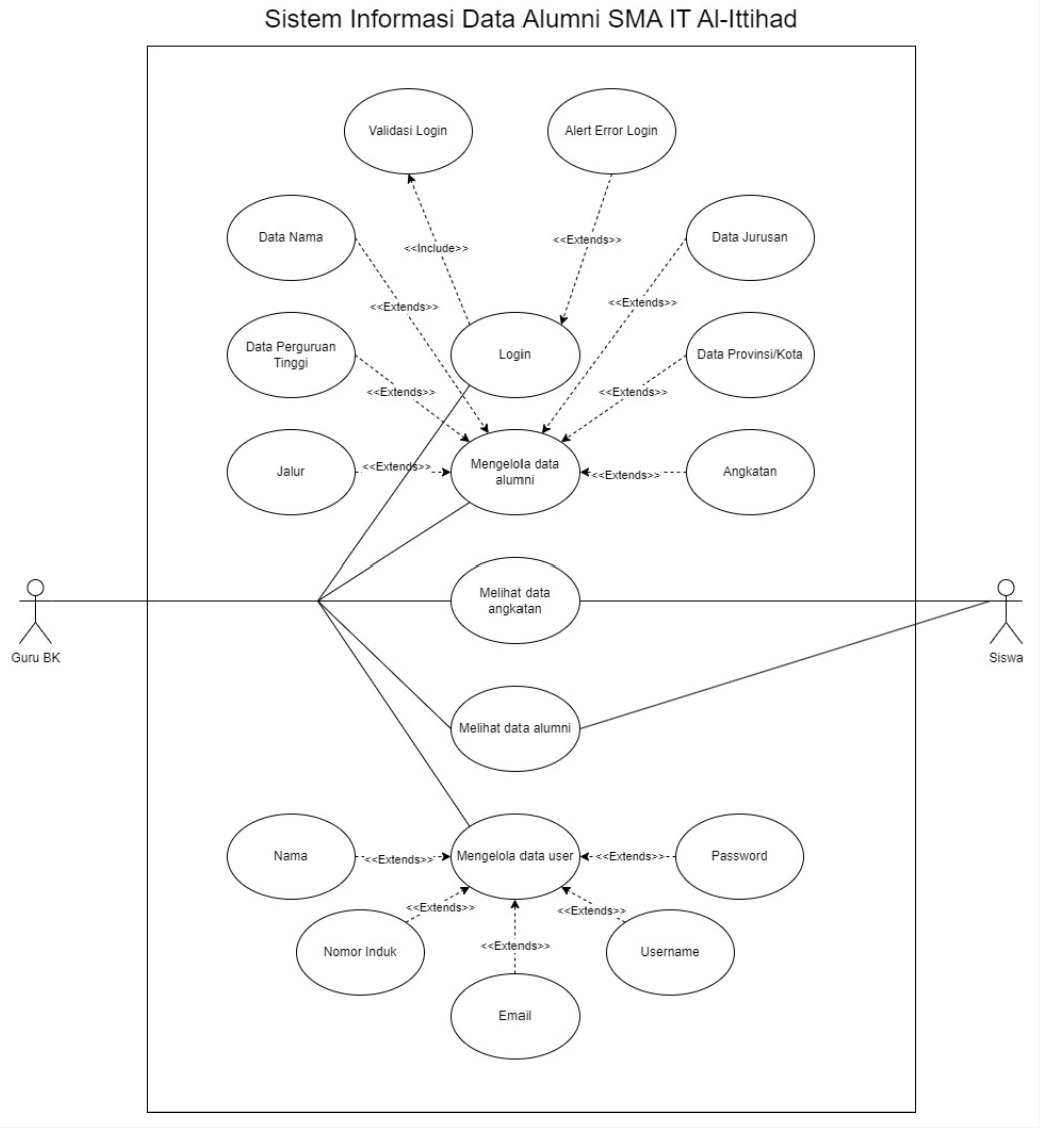 Sistem Informasi Data Alumni SMA IT Al-Ittihad
Validasi Login
Alert Error Login
<<Include>>
<<Extends>>
Data Nama
Data Jurusan
<<Extends>>
<<Extends>>
Data Perguruan
Tinggi
Login
Data Provinsi/Kota
<<Extends>>
<<Extends>>
Jalur
<<Extends>>
Mengelola data
alumni
<<Extends>>
Angkatan
Melihat data
angkatan
Guru BK
Siswa
Melihat data alumni
Nama
<<Extends>>
Mengelola data user
<<Extends>>
Password
<<Extends>>
<<Extends>>
Nomor Induk
<<Extends>>
Username
Email